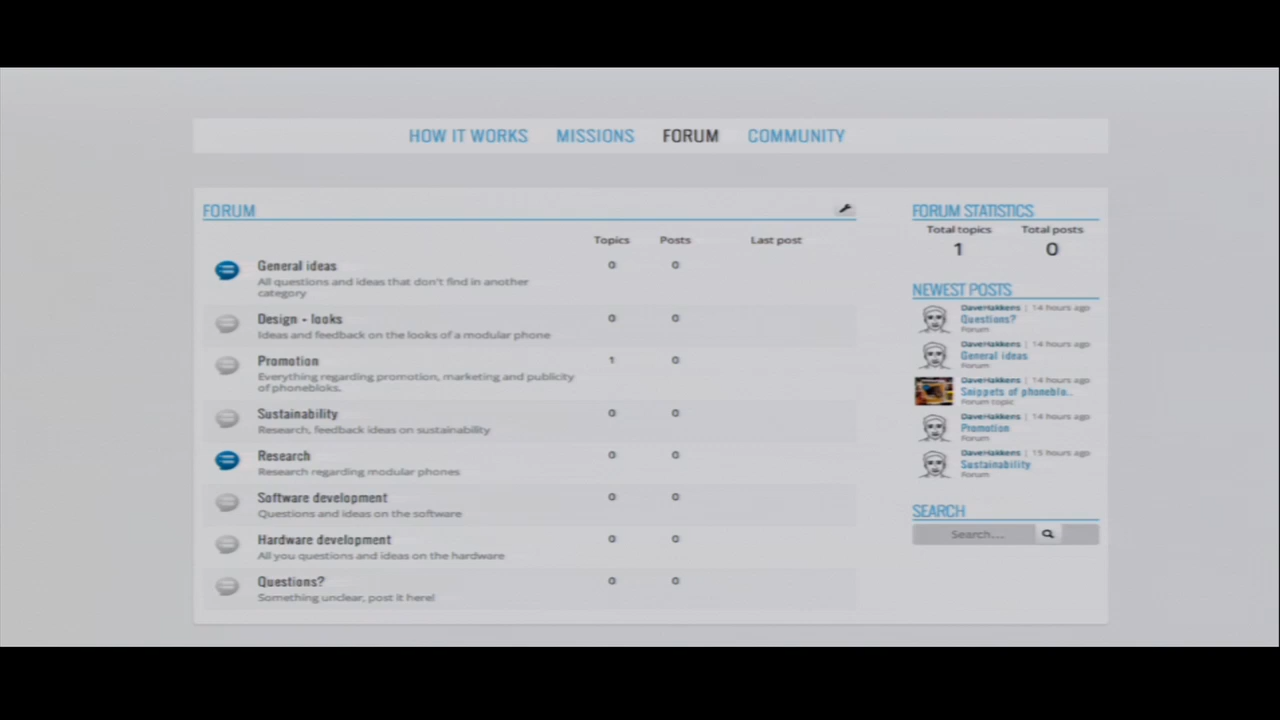 HOW IT WORKS MISSIONS FORUM COMMUNITY
FORUM
Topics Posts Last post
General ideas 0 0
All questions and ideas that don't find in another
category
Design - looks 0 0
Ideas and feedback on the looks of a modular phone
Promotion 1 0
Everything regarding promotion, marketing and publicity
of phonebloks.
Sustainability 0 0
Research, feedback ideas on sustainability
Research 0 0
Research regarding modular phones
Software development 0 0
Questions and ideas on the software
Hardware development 0 0
All you questions and ideas on the hardware
Questions? 0 0
Something unclear, post it here!
FORUM STATISTICS
Total topics Total posts
1 0
NEWEST POSTS
DaveHakkens | 14 hours ago
Questions?
Forum
DaveHakkens | 14 hours ago
General ideas
Forum
DaveHakkens | 14 hours ago
Snippets of phoneblo...
Forum topic
DaveHakkens | 14 hours ago
Promotion
Forum
DaveHakkens | 15 hours ago
Sustainability
Forum
SEARCH
Search...